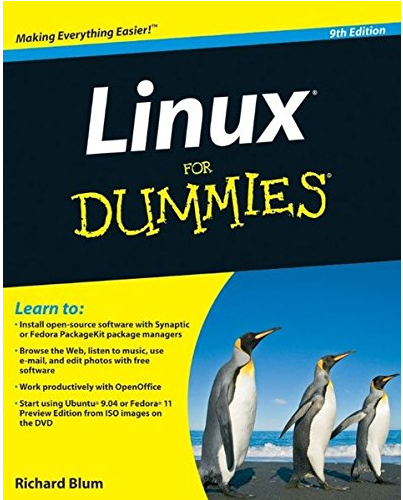 Making Everything Easier!™
9th Edition
Linux®
FOR
DUMMIES®
Learn to:
• Install open-source software with Synaptic
or Fedora PackageKit package managers
• Browse the Web, listen to music, use
e-mail, and edit photos with free
software
• Work productively with OpenOffice
• Start using Ubuntu® 9.04 or Fedora® 11
Preview Edition from ISO images on
the DVD
Richard Blum